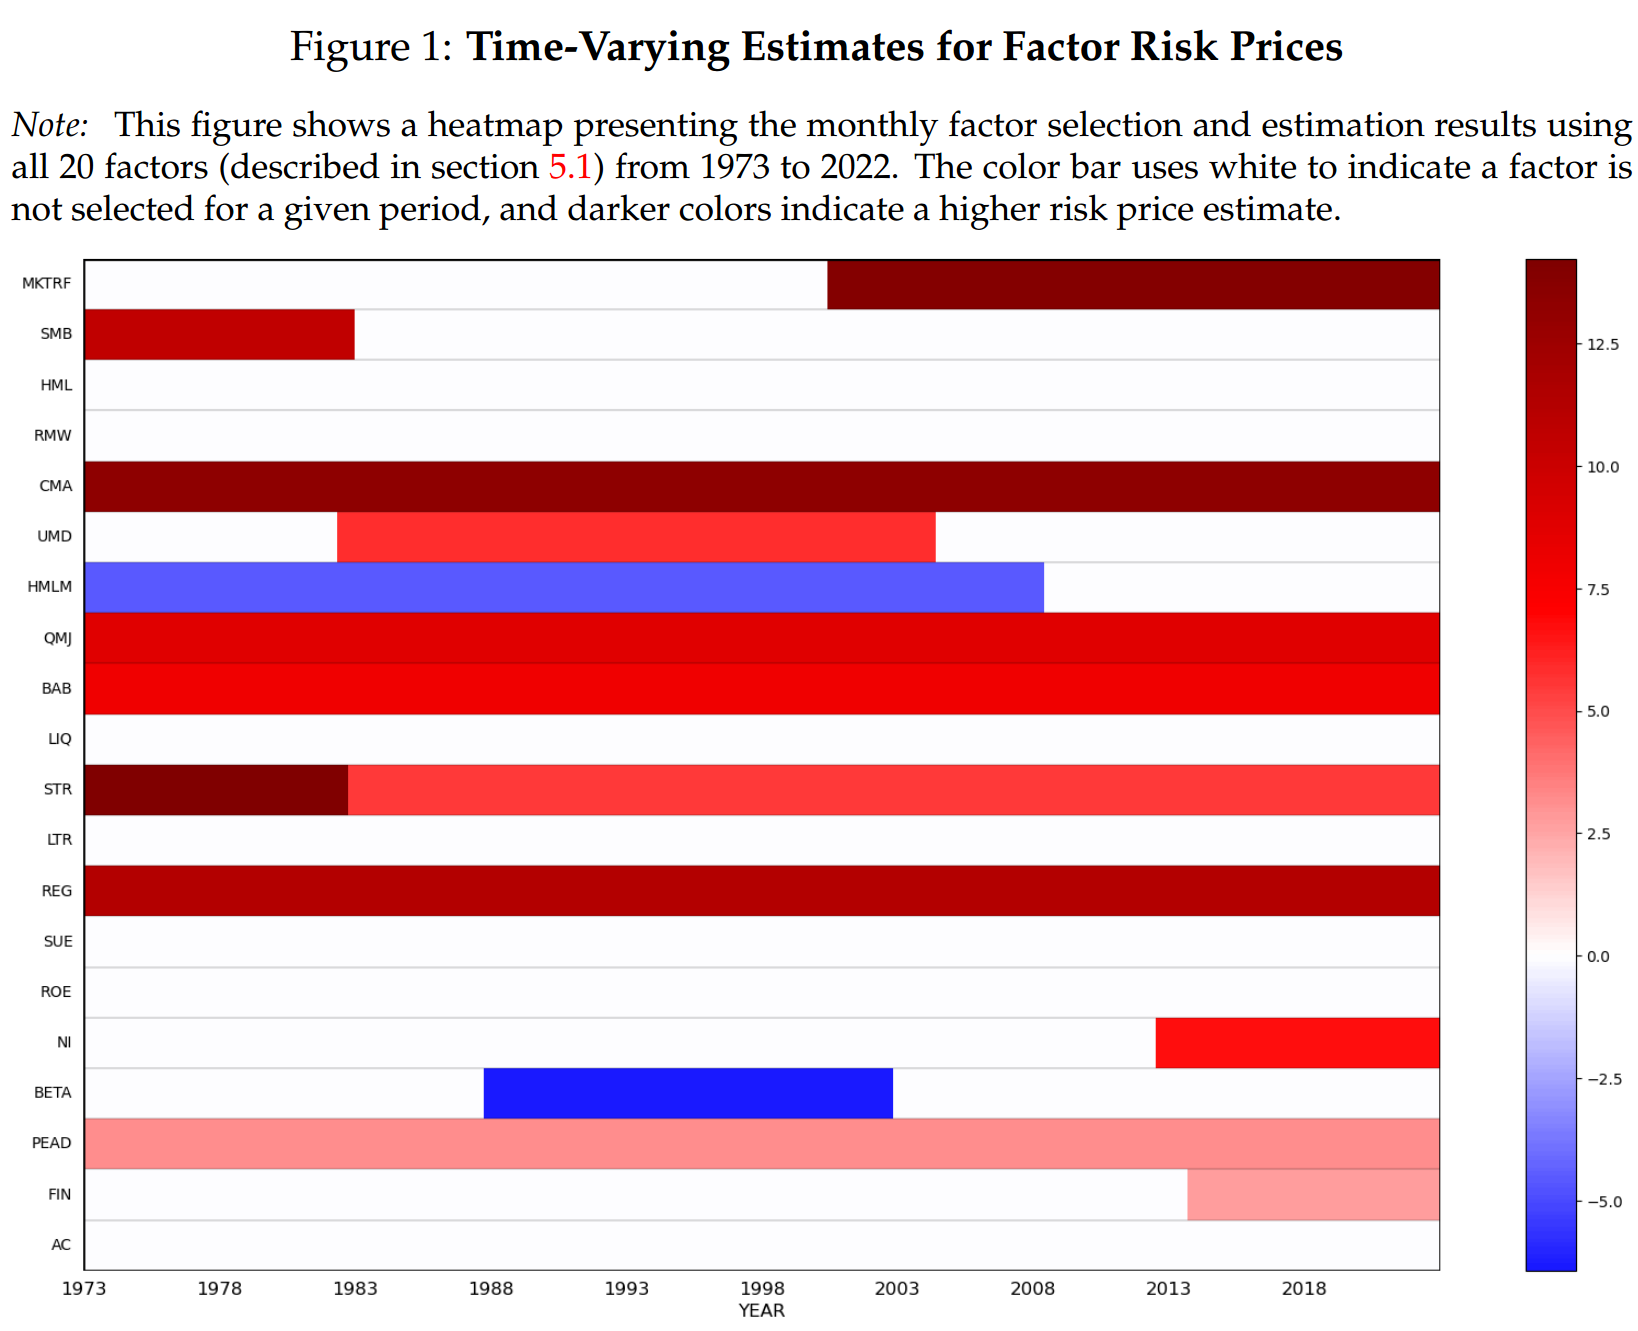 Figure 1: Time-Varying Estimates for Factor Risk Prices
Note: This figure shows a heatmap presenting the monthly factor selection and estimation results using
all 20 factors (described in section 5.1) from 1973 to 2022. The color bar uses white to indicate a factor is
not selected for a given period, and darker colors indicate a higher risk price estimate.
MKTRF
SMB
HML
RMW
CMA
UMD
HMLM
QMJ
BAB
LIQ
STR
LTR
REG
SUE
ROE
NI
BETA
PEAD
FIN
AC
1973 1978 1983 1988 1993 1998 2003 2008 2013 2018
YEAR
12.5
10.0
7.5
5.0
2.5
0.0
−2.5
−5.0